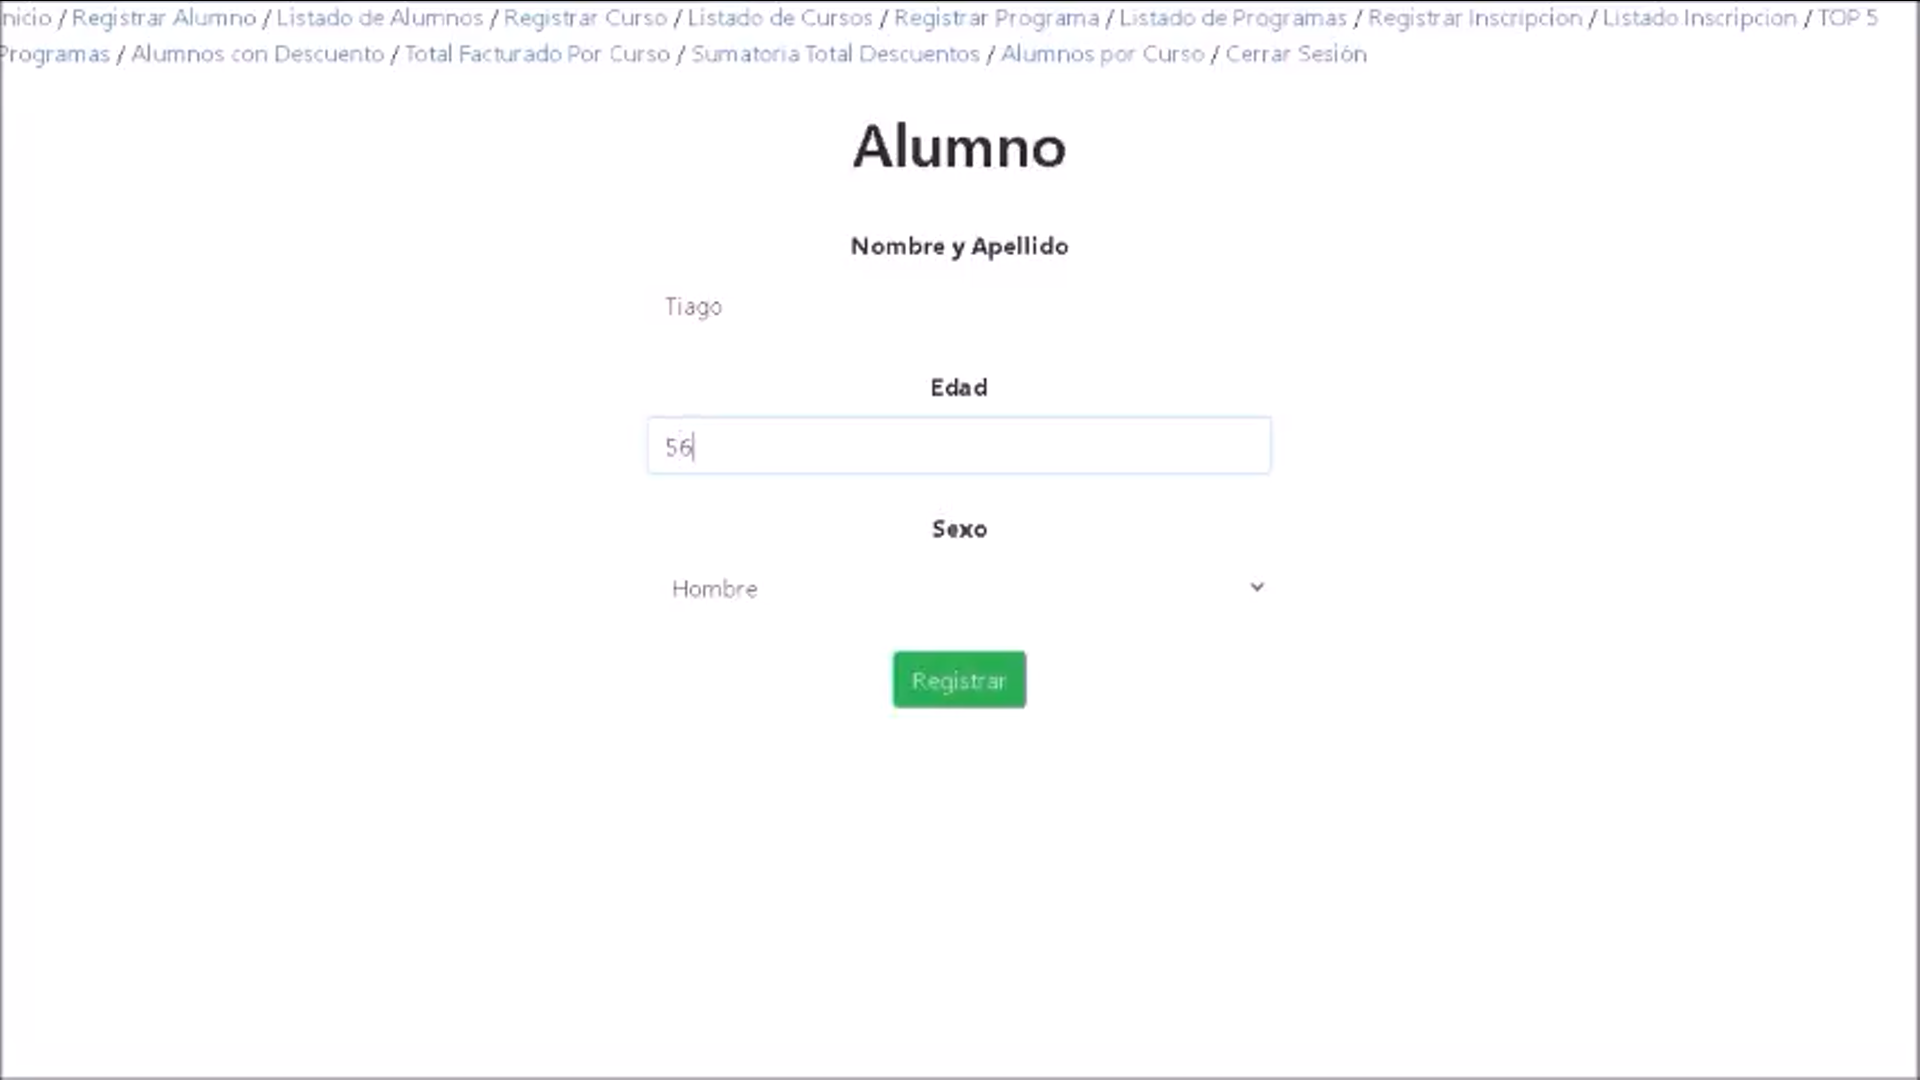 nicio / Registrar Alumno / Listado de Alumnos / Registrar Curso / Listado de Cursos / Registrar Programa / Listado de Programas / Registrar Inscripcion / Listado Inscripcion / TOP 5
Programas / Alumnos con Descuento / Total Facturado Por Curso / Sumatoria Total Descuentos / Alumnos por Curso / Cerrar Sesión
Alumno
Nombre y Apellido
Tiago
Edad
56
Sexo
Hombre
Registrar